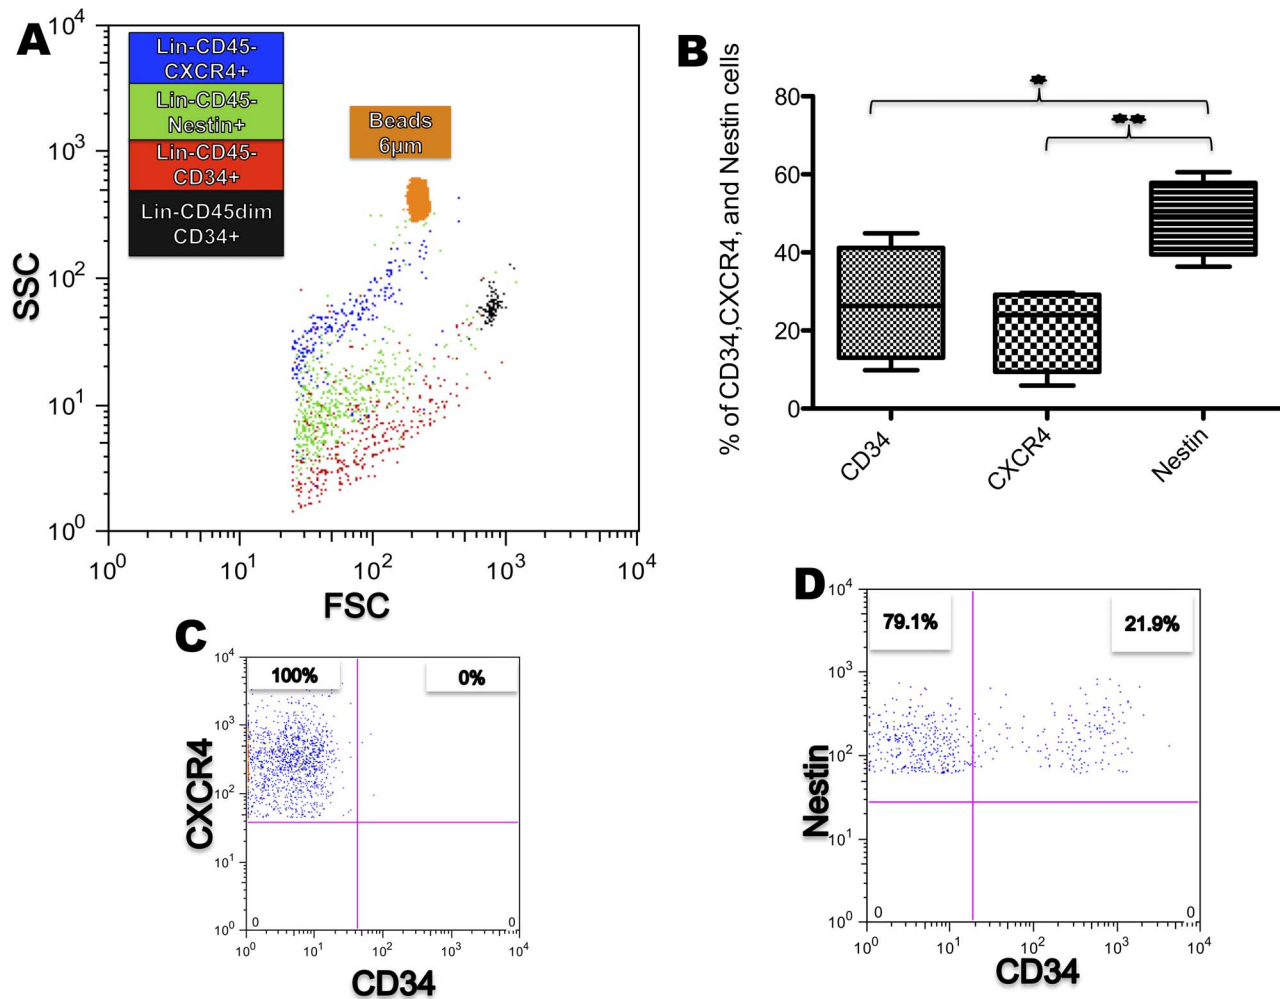 A
10^4
10^3
10^2
10^1
10^0
SSC
Lin-CD45-
CXCR4+
Lin-CD45-
Nestin+
Lin-CD45-
CD34+
Lin-CD45dim
CD34+
Beads
6µm
10^0 10^1 10^2 10^3 10^4
FSC
B
% of CD34,CXCR4, and Nestin cells
80
60
40
20
0
*
**
CD34
CXCR4
Nestin
C
10^4
10^3
10^2
10^1
10^0
CXCR4
100%
0%
0
0
10^0 10^1 10^2 10^3 10^4
CD34
D
10^4
10^3
10^2
10^1
10^0
Nestin
79.1%
21.9%
0
0
10^0 10^1 10^2 10^3 10^4
CD34